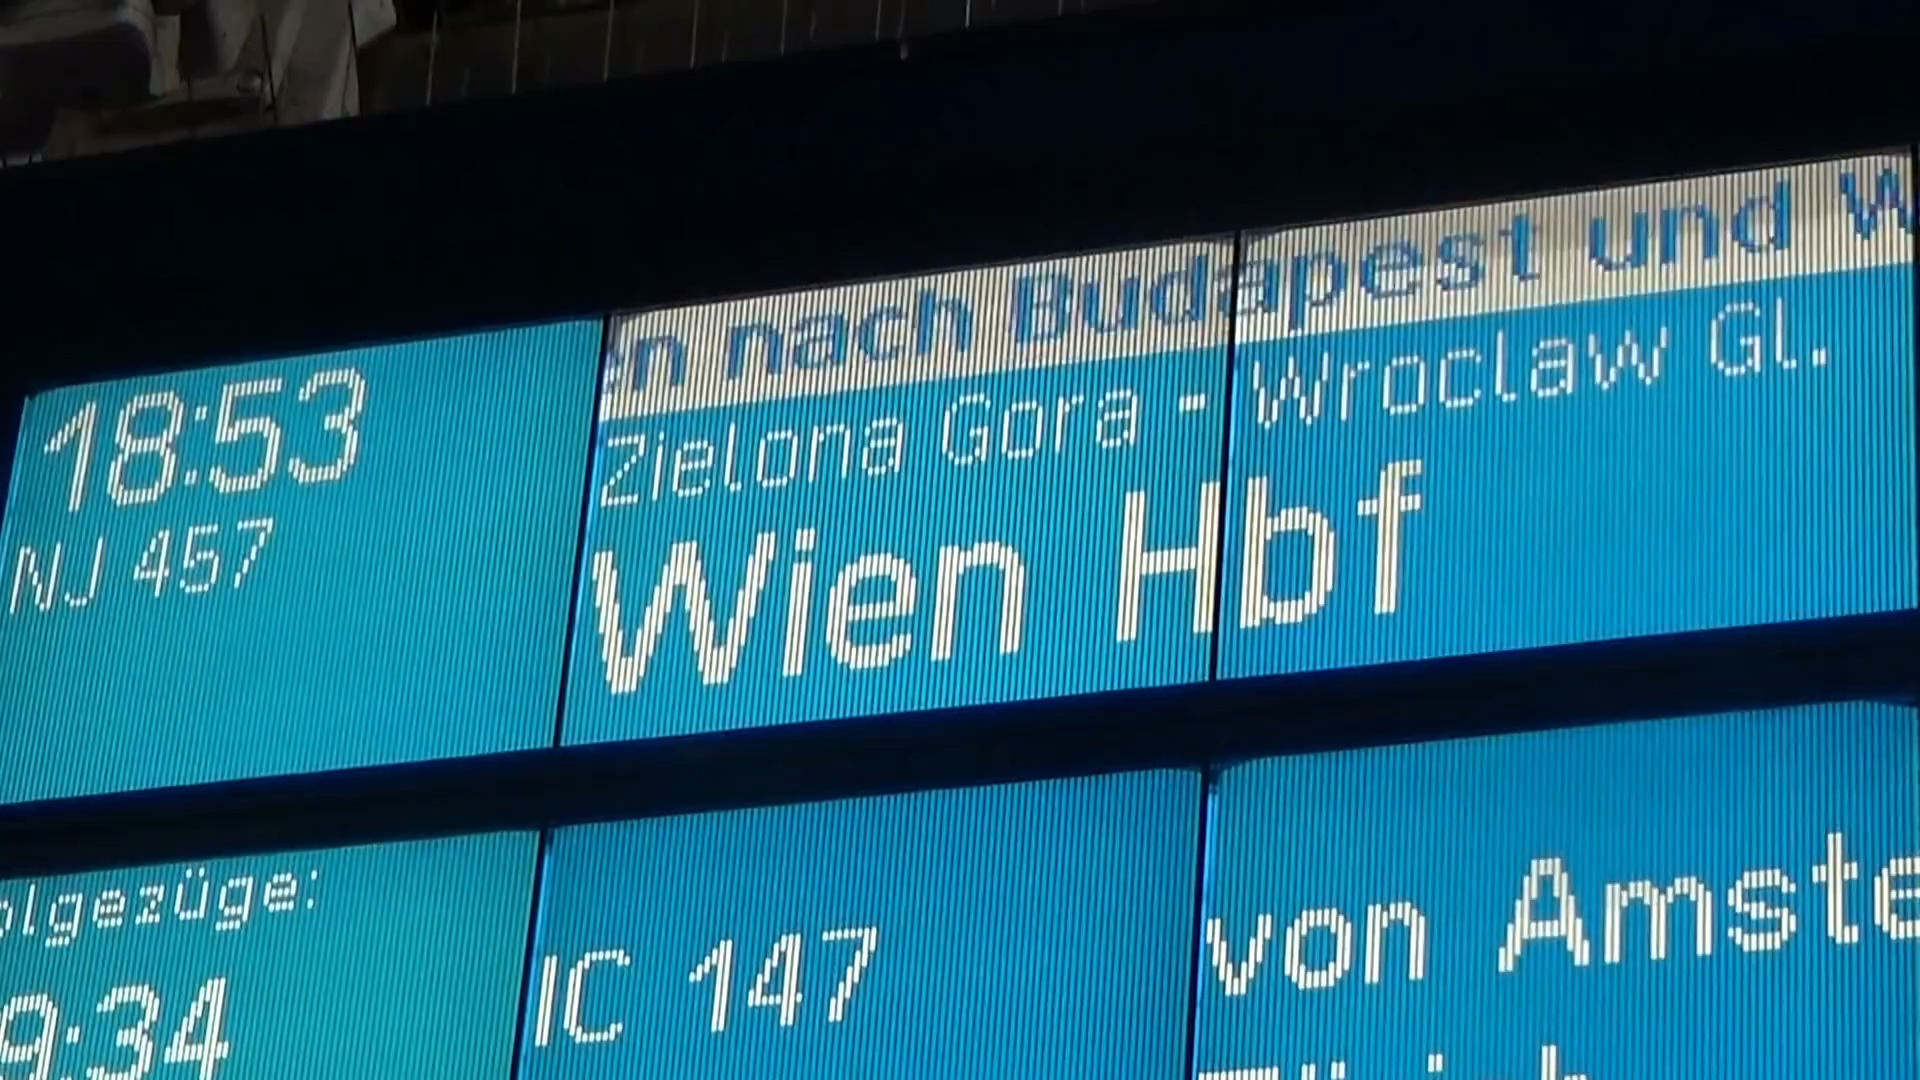 nach Budapest und
18:53
Zielona Gora - Wroclaw Gl.
NJ 457
Wien Hbf
olgezüge:
IC 147
von Amste
9:34